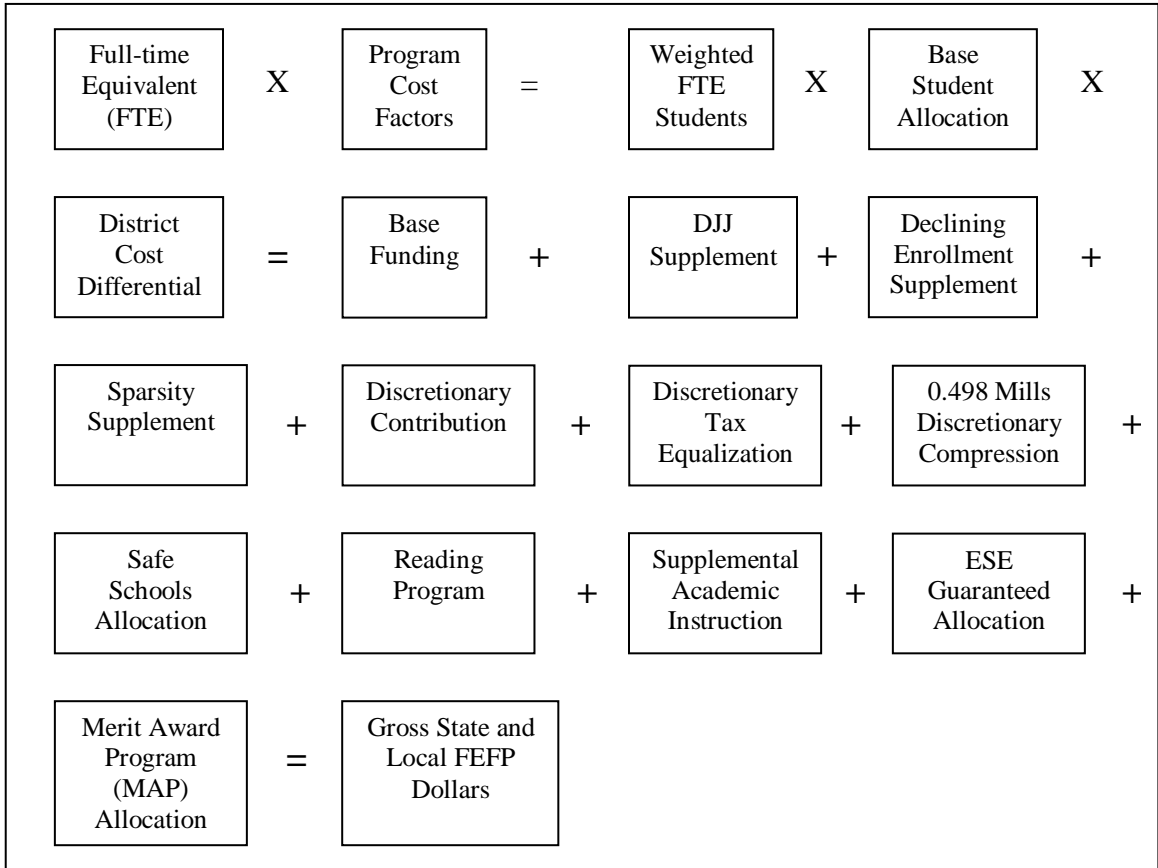 Full-time
Equivalent
(FTE)
X
Program
Cost
Factors
=
Weighted
FTE
Students
X
Base
Student
Allocation
X
District
Cost
Differential
=
Base
Funding
+
DJJ
Supplement
+
Declining
Enrollment
Supplement
+
Sparsity
Supplement
+
Discretionary
Contribution
+
Discretionary
Tax
Equalization
+
0.498 Mills
Discretionary
Compression
+
Safe
Schools
Allocation
+
Reading
Program
+
Supplemental
Academic
Instruction
+
ESE
Guaranteed
Allocation
+
Merit Award
Program
(MAP)
Allocation
=
Gross State and
Local FEFP
Dollars